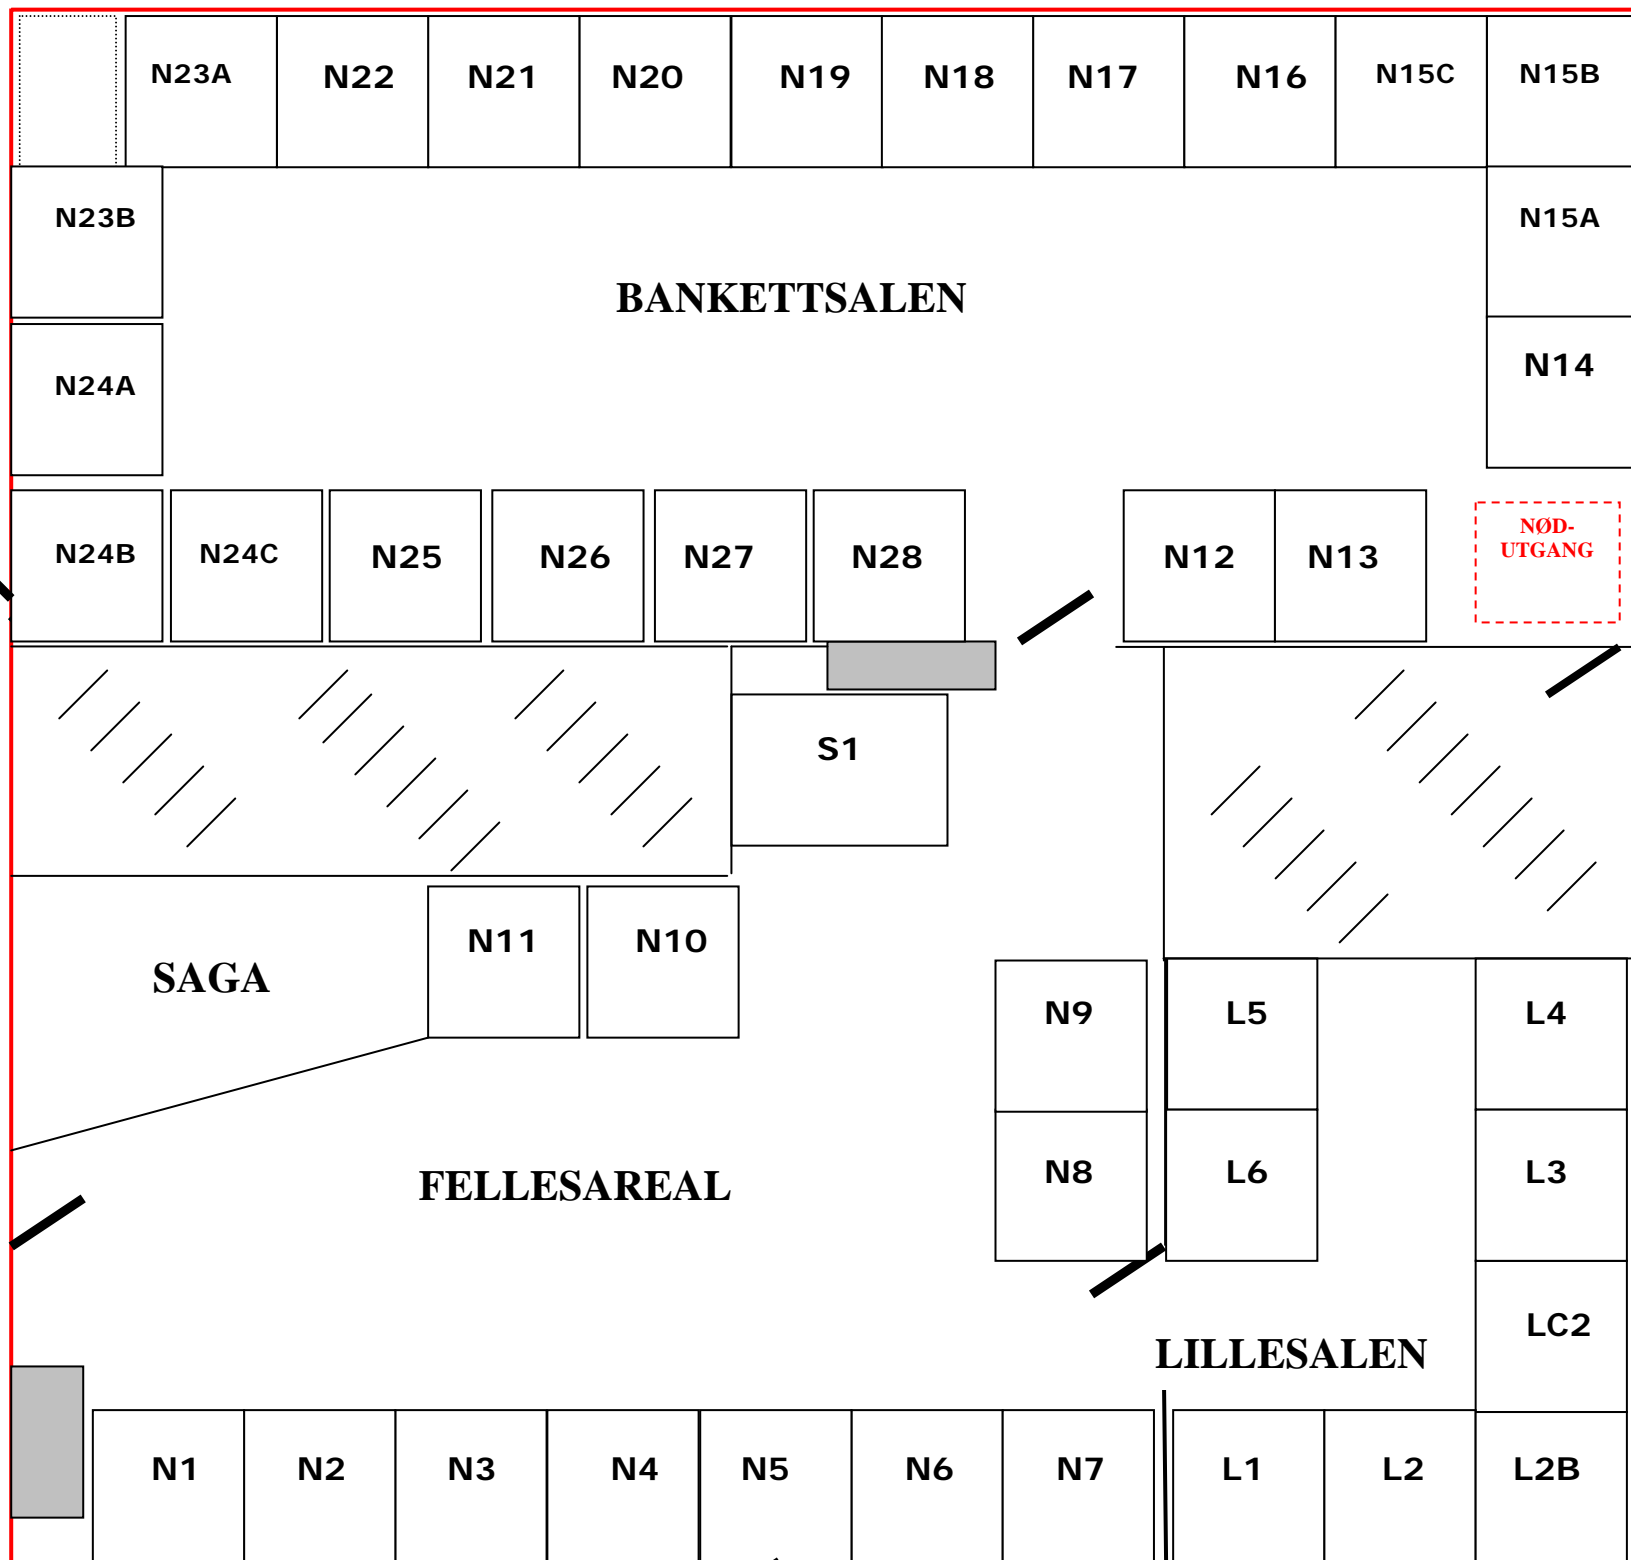 N23A N22 N21 N20 N19 N18 N17 N16 N15C N15B
N23B N15A
BANKETTSALEN
N24A N14
N24B N24C N25 N26 N27 N28 N12 N13 NØD-
UTGANG
S1
N11 N10
SAGA
N9 L5 L4
N8 L6 L3
FELLESAREAL
LC2
LILLESALEN
N1 N2 N3 N4 N5 N6 N7 L1 L2 L2B